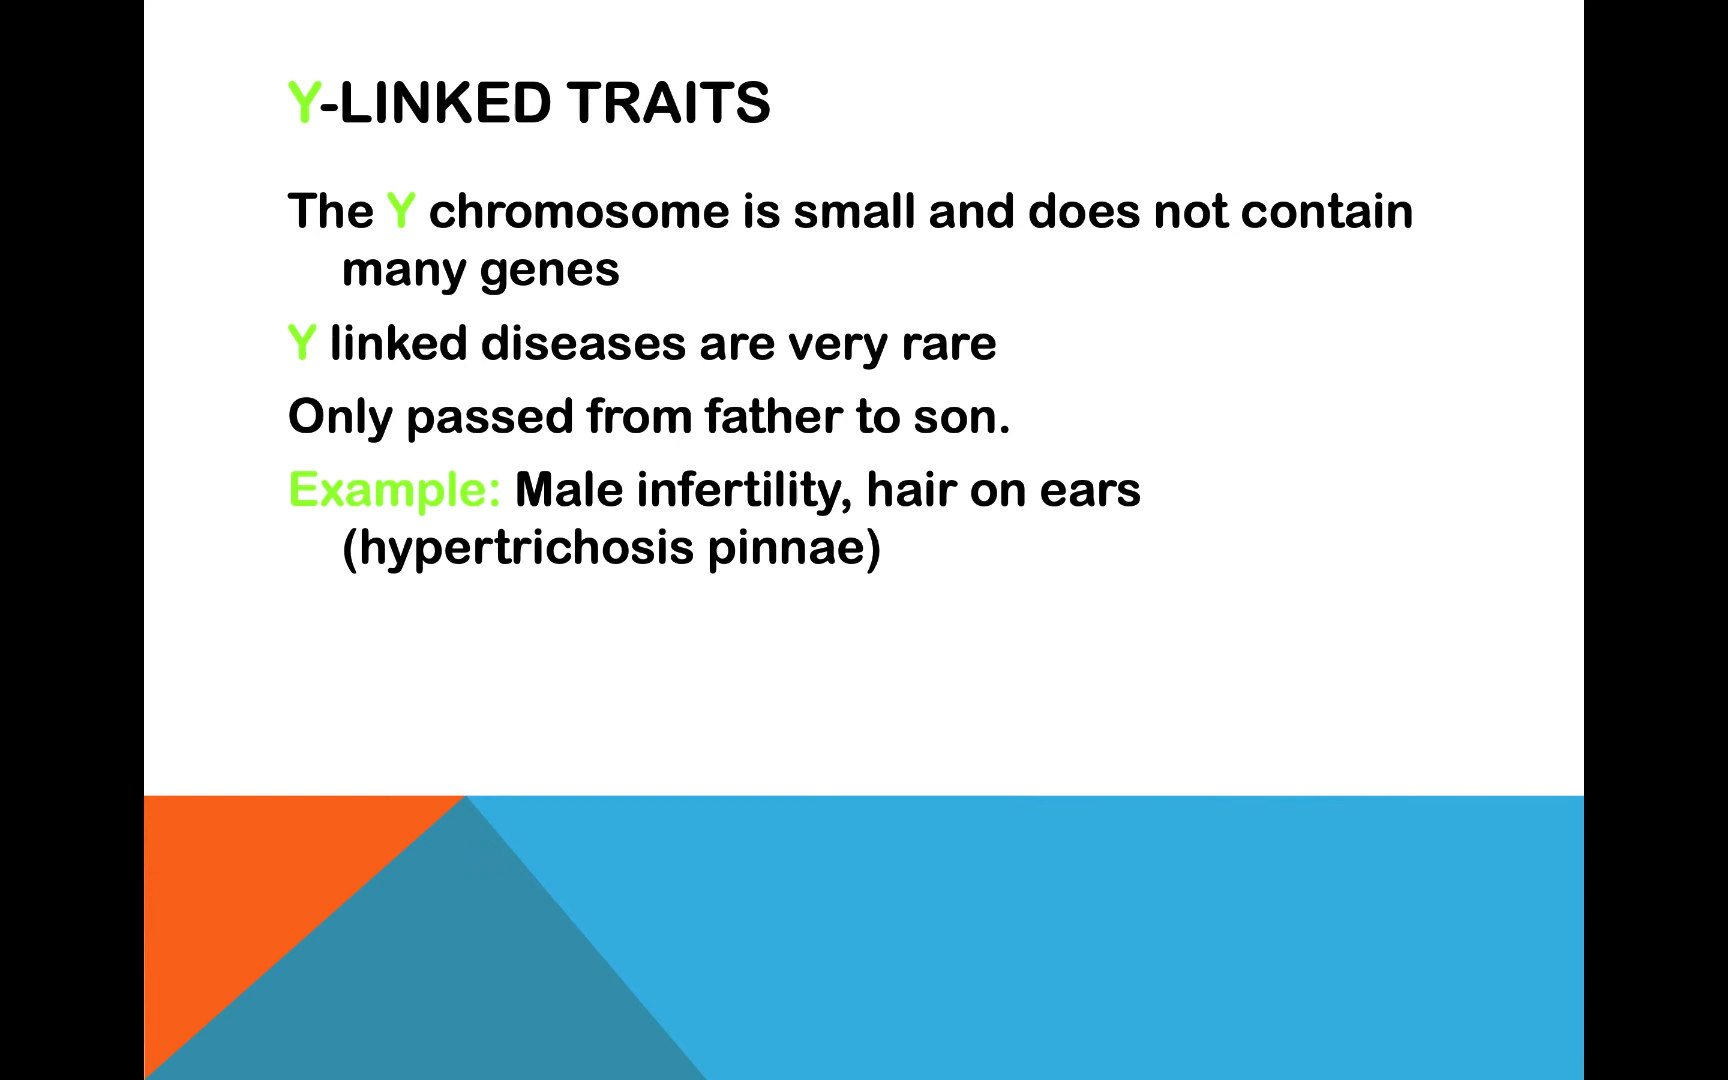 Y-LINKED TRAITS
The Y chromosome is small and does not contain
many genes
Y linked diseases are very rare
Only passed from father to son.
Example: Male infertility, hair on ears
(hypertrichosis pinnae)